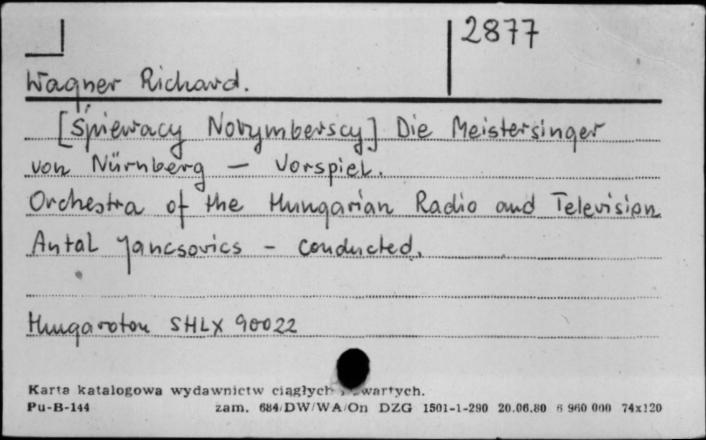 2877
Wagner Richard.
[Śpiewacy Norymberscy] Die Meistersinger
von Nürnberg — Vorspiel.
Orchestra of the Hungarian Radio and Television
Antal Jancsovics - conducted.
Hungaroton SHLX 90022
Karta katalogowa wydawnictw ciągłych i zwartych.
Pu-B-144 zam. 684/DW/WA/On DZG 1501-1-290 20.06.80 6 960 000 74x120